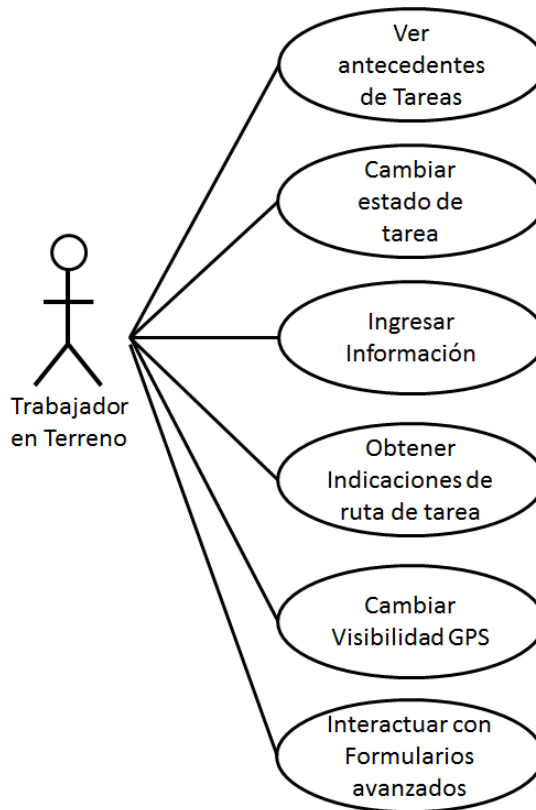 Ver
antecedentes
de Tareas
Cambiar
estado de
tarea
Ingresar
Información
Trabajador
en Terreno
Obtener
Indicaciones de
ruta de tarea
Cambiar
Visibilidad GPS
Interactuar con
Formularios
avanzados